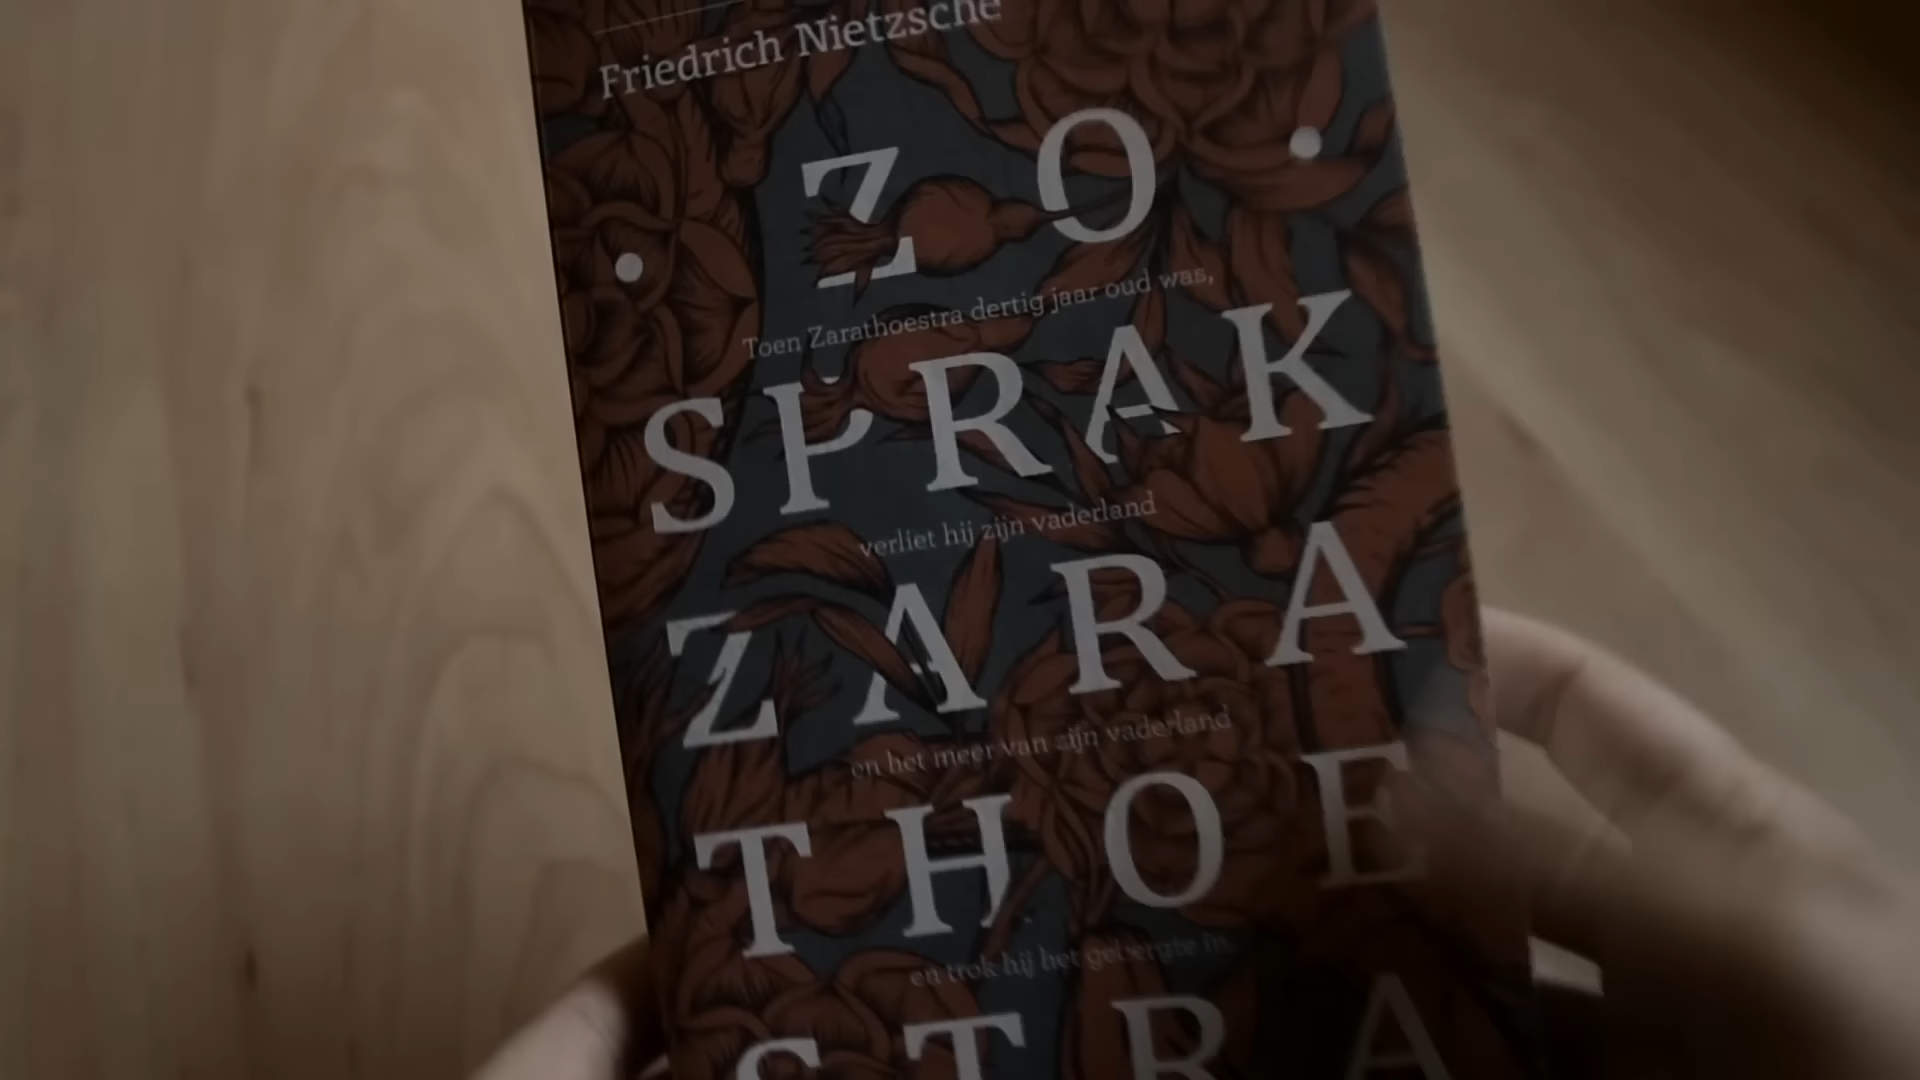 Friedrich Nietzsche
ZO
Toen Zarathoestra dertig jaar oud was,
SPRAK
verliet hij zijn vaderland
ZARA
en het meer van zijn vaderland
THOE
en trok hij het gebergte in.
STRA